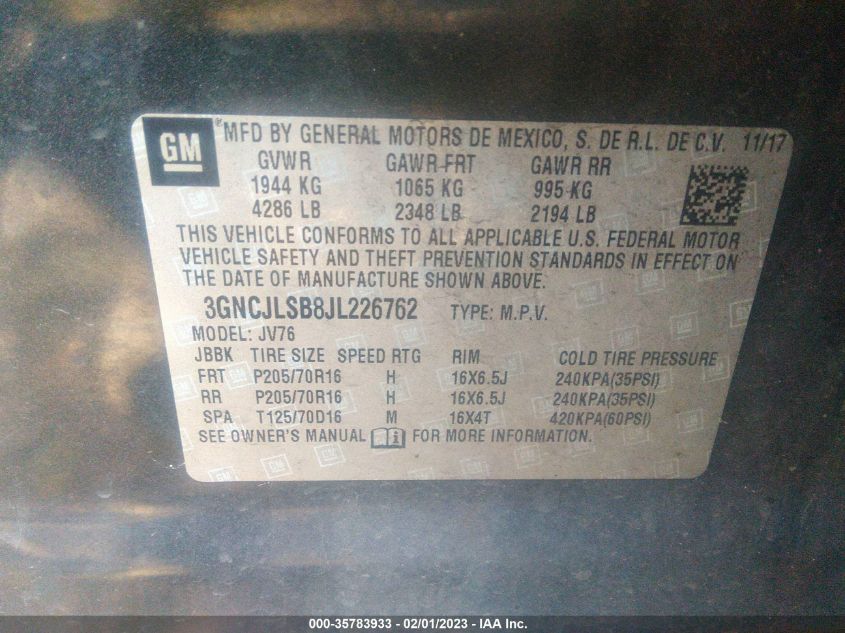 GM ® MFD BY GENERAL MOTORS DE MEXICO, S. DE R.L. DE C.V. 11/17
GVWR GAWR FRT GAWR RR
1944 KG 1065 KG 995 KG
4286 LB 2348 LB 2194 LB
THIS VEHICLE CONFORMS TO ALL APPLICABLE U.S. FEDERAL MOTOR
VEHICLE SAFETY AND THEFT PREVENTION STANDARDS IN EFFECT ON
THE DATE OF MANUFACTURE SHOWN ABOVE.
3GNCJLSB8JL226762 TYPE: M.P.V.
MODEL: JV76
JBBK TIRE SIZE SPEED RTG RIM COLD TIRE PRESSURE
FRT P205/70R16 H 16X6.5J 240KPA(35PSI)
RR P205/70R16 H 16X6.5J 240KPA(35PSI)
SPA T125/70D16 M 16X4T 420KPA(60PSI)
SEE OWNER'S MANUAL FOR MORE INFORMATION.
000-35783933 - 02/01/2023 - IAA Inc.